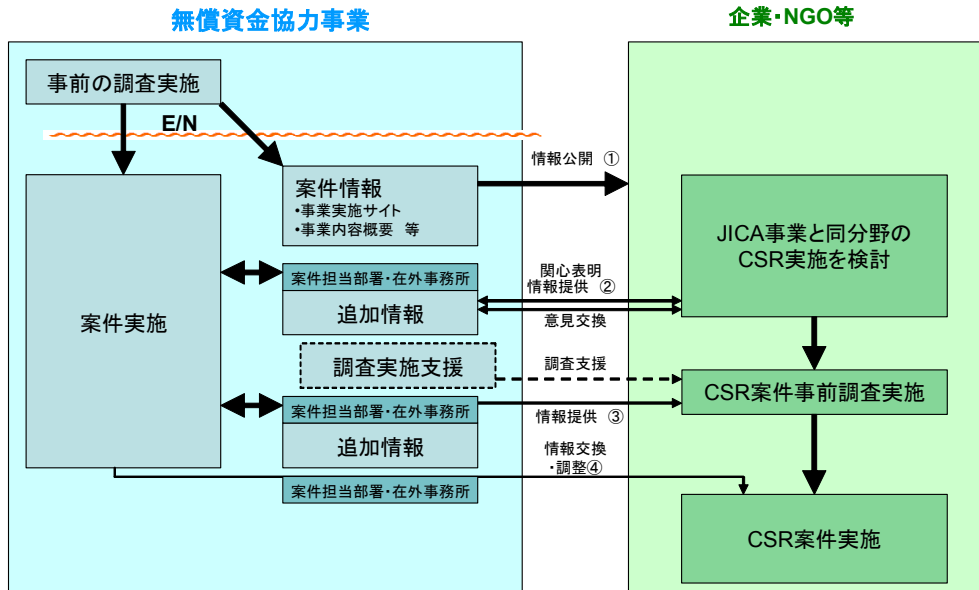 無償資金協力事業
企業・NGO等
事前の調査実施
E/N
情報公開 ①
案件情報
・事業実施サイト
・事業内容概要 等
JICA事業と同分野の
CSR実施を検討
案件担当部署・在外事務所
追加情報
関心表明
情報提供 ②
意見交換
案件実施
調査実施支援
調査支援
CSR案件事前調査実施
案件担当部署・在外事務所
追加情報
情報提供 ③
情報交換
・調整④
案件担当部署・在外事務所
CSR案件実施